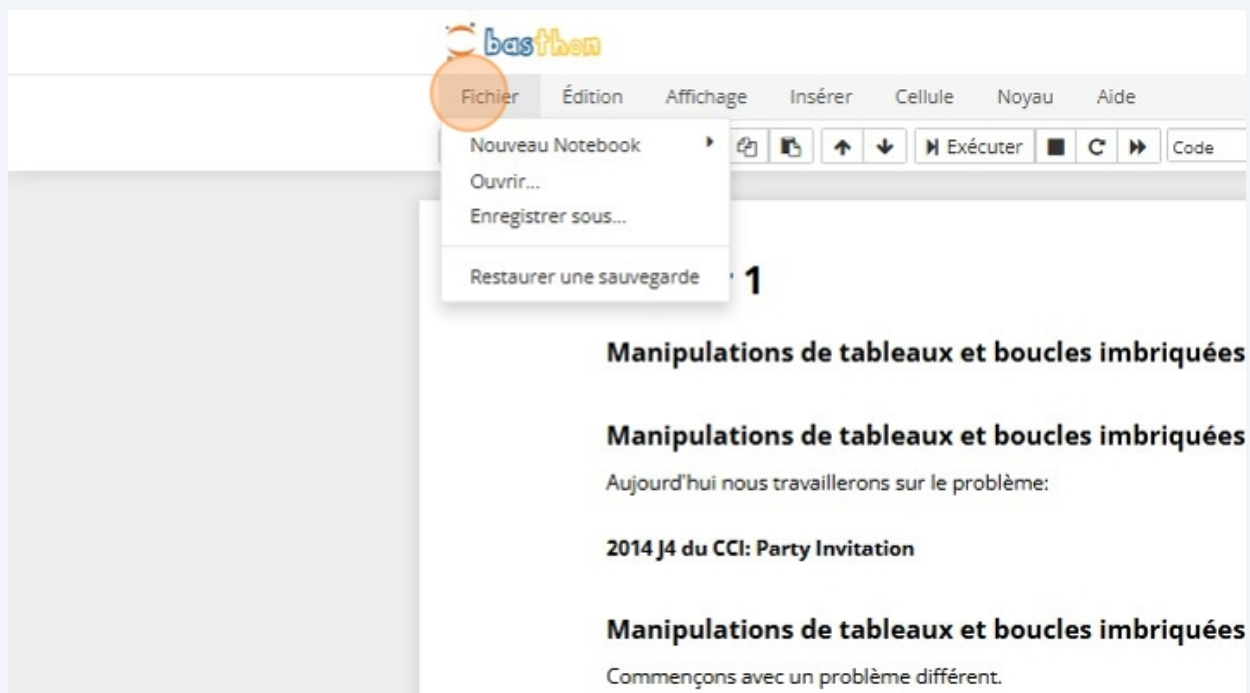 basthon
Fichier Édition Affichage Insérer Cellule Noyau Aide
Nouveau Notebook
Exécuter Code
Ouvrir...
Enregistrer sous...
Restaurer une sauvegarde
1
Manipulations de tableaux et boucles imbriquées
Manipulations de tableaux et boucles imbriquées
Aujourd'hui nous travaillerons sur le problème:
2014 J4 du CCI: Party Invitation
Manipulations de tableaux et boucles imbriquées
Commençons avec un problème différent.